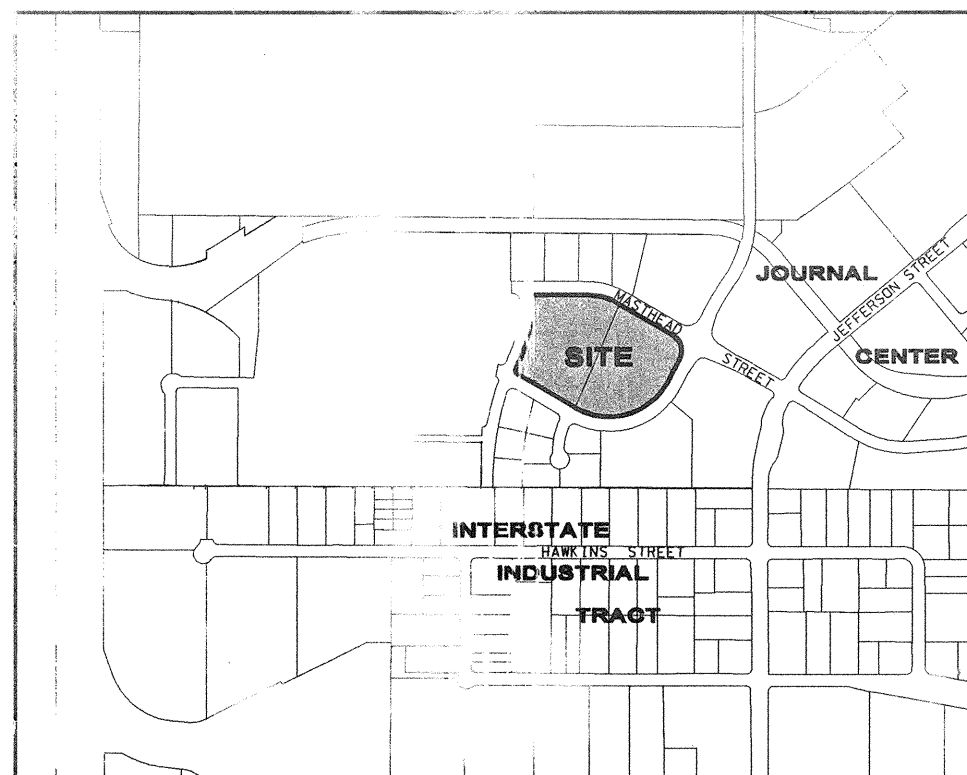 JOURNAL
JEFFERSON STREET
MASTHEAD
SITE
CENTER
STREET
INTERSTATE
HAWKINS STREET
INDUSTRIAL
TRACT